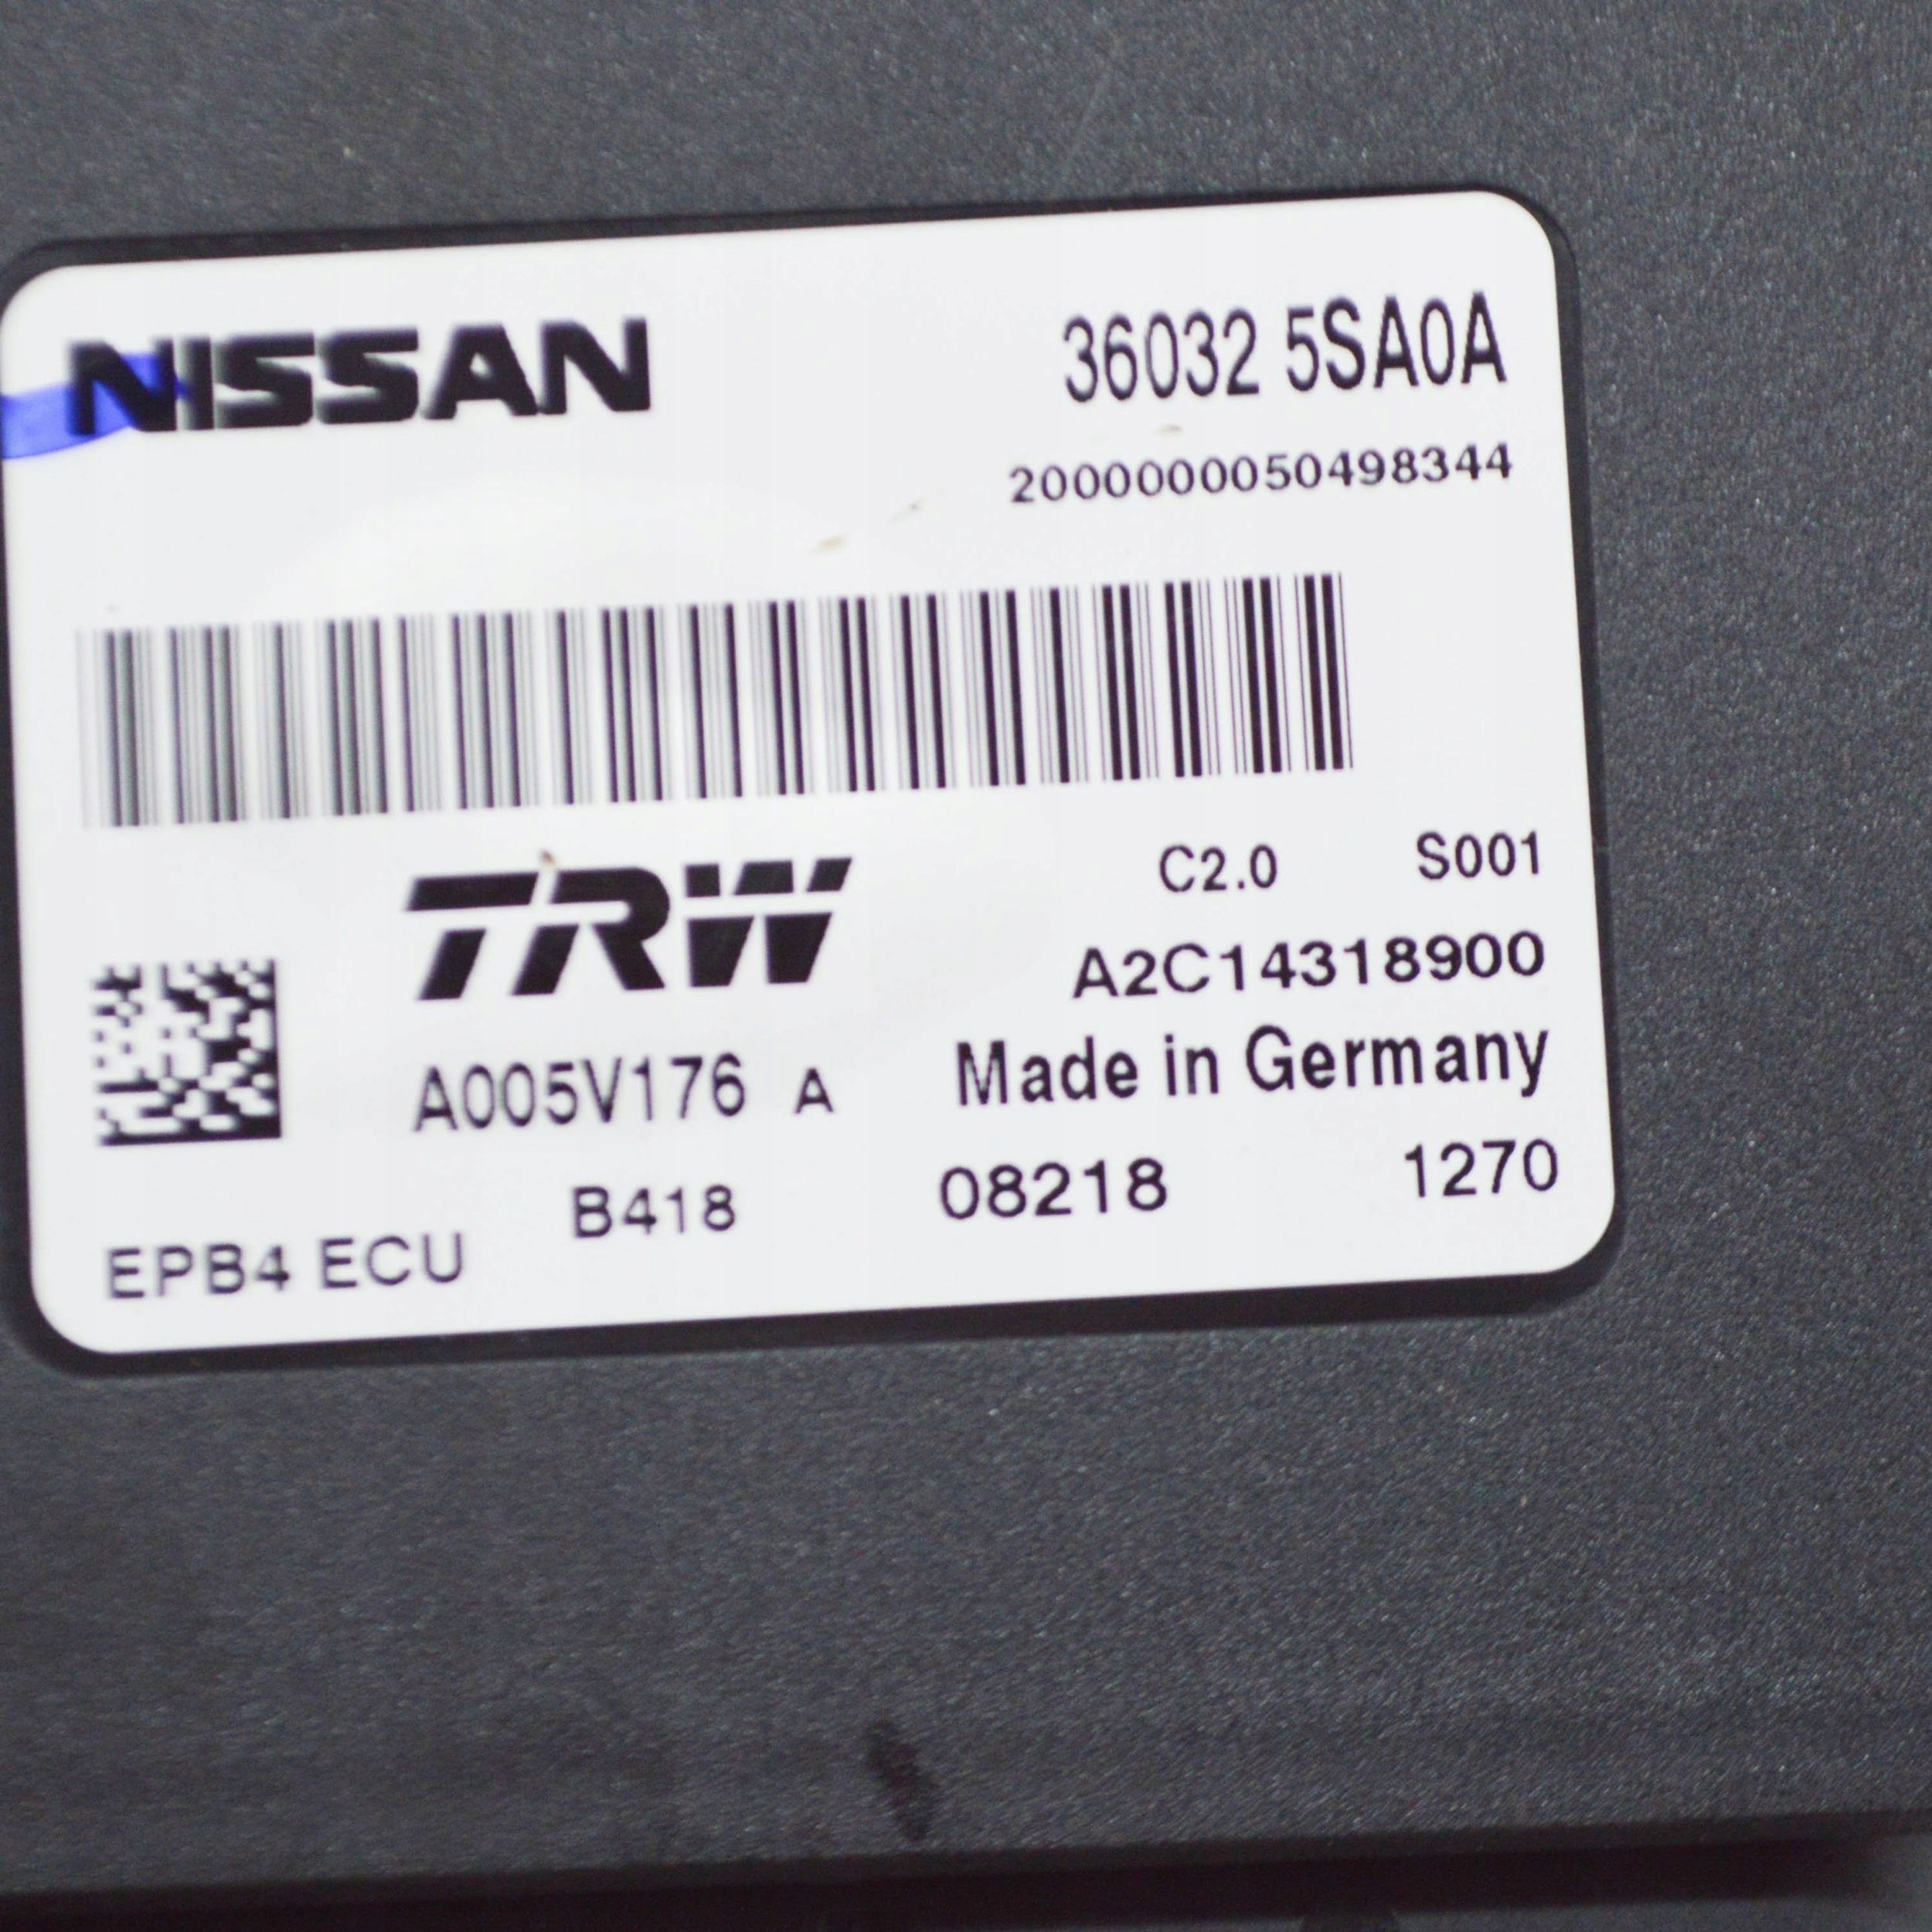 NISSAN 36032 5SA0A
2000000050498344
TRW C2.0 S001
A2C14318900
A005V176 A Made in Germany
B418 08218 1270
EPB4 ECU